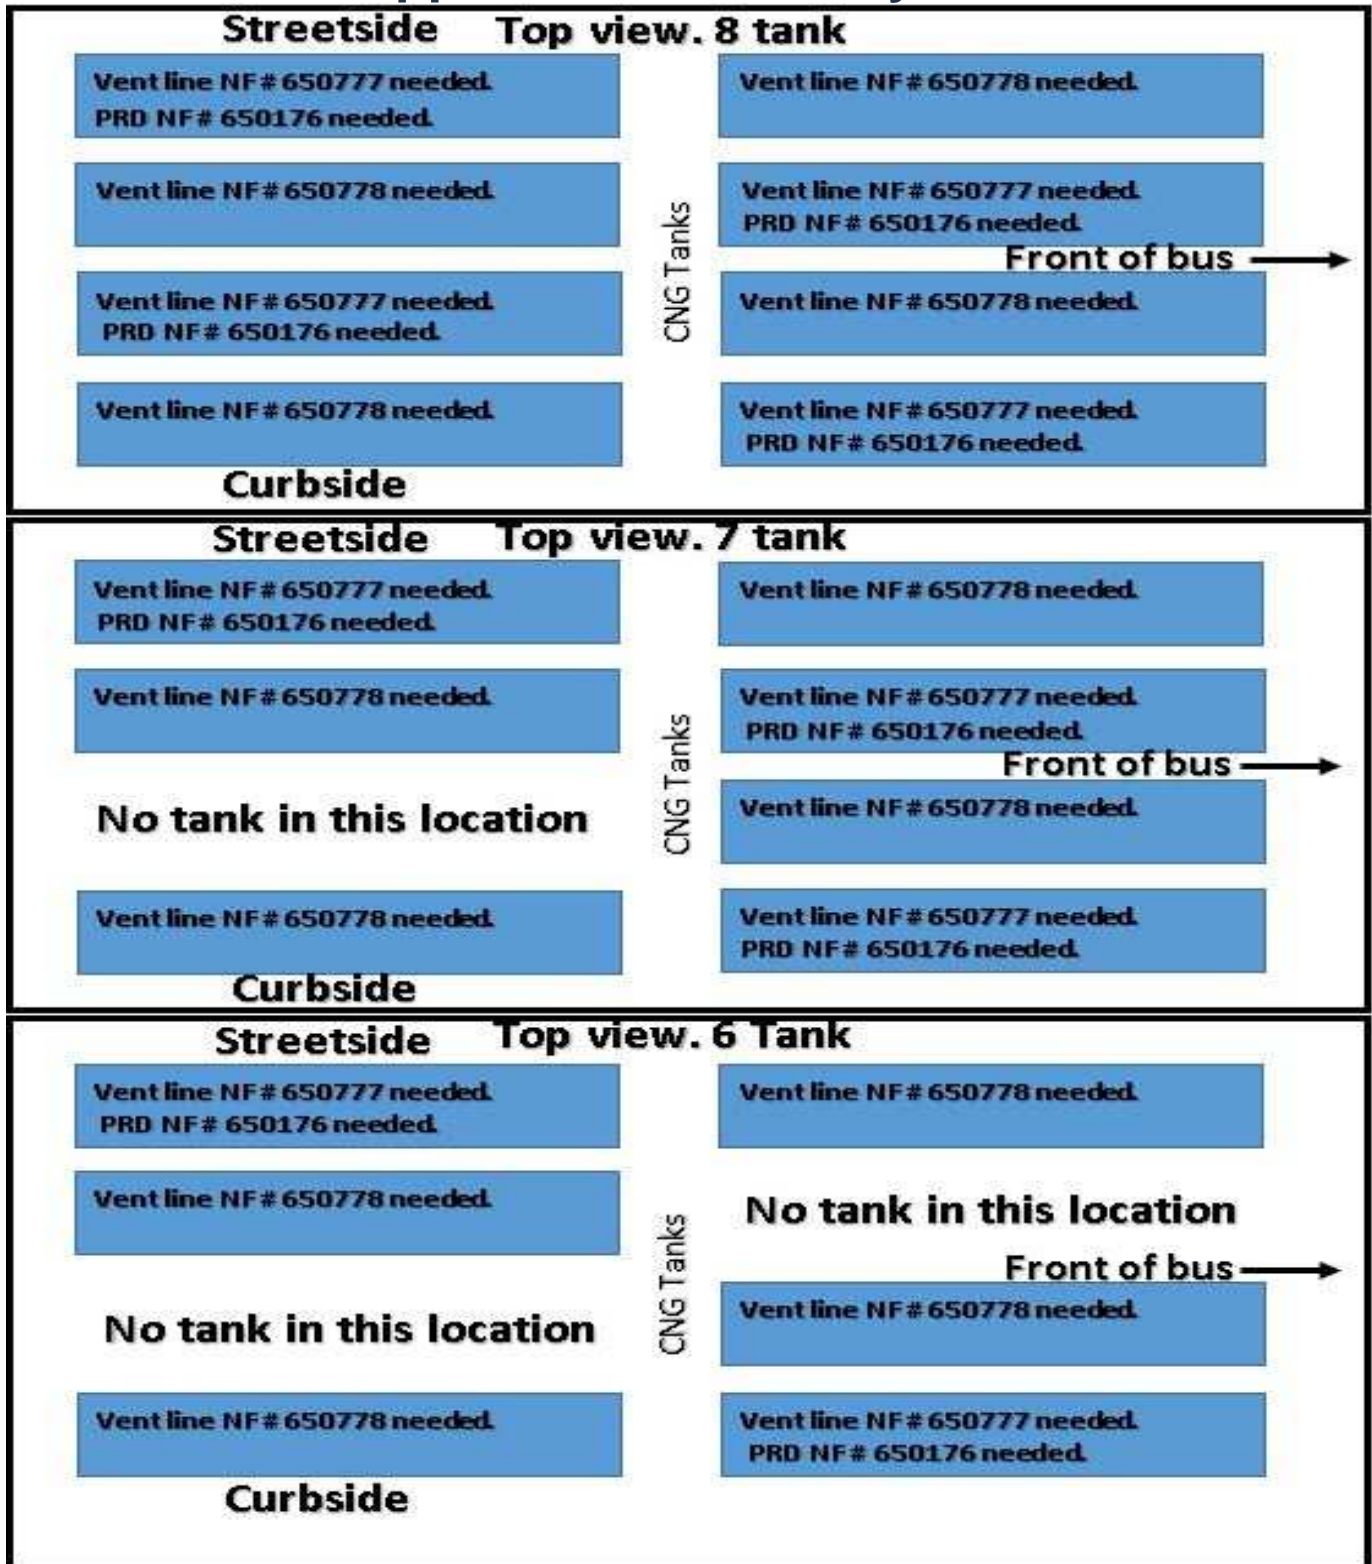 Streetside Top view. 8 tank
Vent line NF# 650777 needed.
PRD NF# 650176 needed.
Vent line NF# 650778 needed.
Vent line NF# 650777 needed.
PRD NF# 650176 needed.
Vent line NF# 650778 needed.
Curbside
CNG Tanks
Vent line NF# 650778 needed.
Vent line NF# 650777 needed.
PRD NF# 650176 needed.
Front of bus
Vent line NF# 650778 needed.
Vent line NF# 650777 needed.
PRD NF# 650176 needed.
Streetside Top view. 7 tank
Vent line NF# 650777 needed.
PRD NF# 650176 needed.
Vent line NF# 650778 needed.
No tank in this location
Vent line NF# 650778 needed.
Curbside
CNG Tanks
Vent line NF# 650778 needed.
Vent line NF# 650777 needed.
PRD NF# 650176 needed.
Front of bus
Vent line NF# 650778 needed.
Vent line NF# 650777 needed.
PRD NF# 650176 needed.
Streetside Top view. 6 Tank
Vent line NF# 650777 needed.
PRD NF# 650176 needed.
Vent line NF# 650778 needed.
No tank in this location
Vent line NF# 650778 needed.
Curbside
CNG Tanks
Vent line NF# 650778 needed.
No tank in this location
Front of bus
Vent line NF# 650778 needed.
Vent line NF# 650777 needed.
PRD NF# 650176 needed.